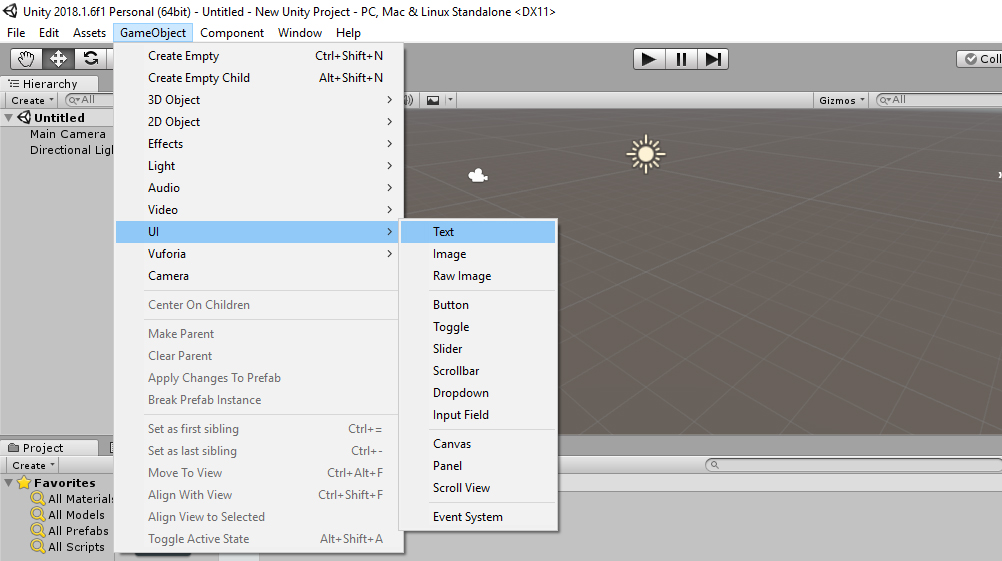 Unity 2018.1.6f1 Personal (64bit) - Untitled - New Unity Project - PC, Mac & Linux Standalone <DX11>
File Edit Assets GameObject Component Window Help
Coll
Hierarchy
Create All
Untitled
Main Camera
Directional Ligh
Create Empty Ctrl+Shift+N
Create Empty Child Alt+Shift+N
3D Object
2D Object
Effects
Light
Audio
Video
UI
Vuforia
Camera
Center On Children
Make Parent
Clear Parent
Apply Changes To Prefab
Break Prefab Instance
Set as first sibling Ctrl+=
Set as last sibling Ctrl+-
Move To View Ctrl+Alt+F
Align With View Ctrl+Shift+F
Align View to Selected
Toggle Active State Alt+Shift+A
Text
Image
Raw Image
Button
Toggle
Slider
Scrollbar
Dropdown
Input Field
Canvas
Panel
Scroll View
Event System
Gizmos All
Project
Create
Favorites
All Materials
All Models
All Prefabs
All Scripts